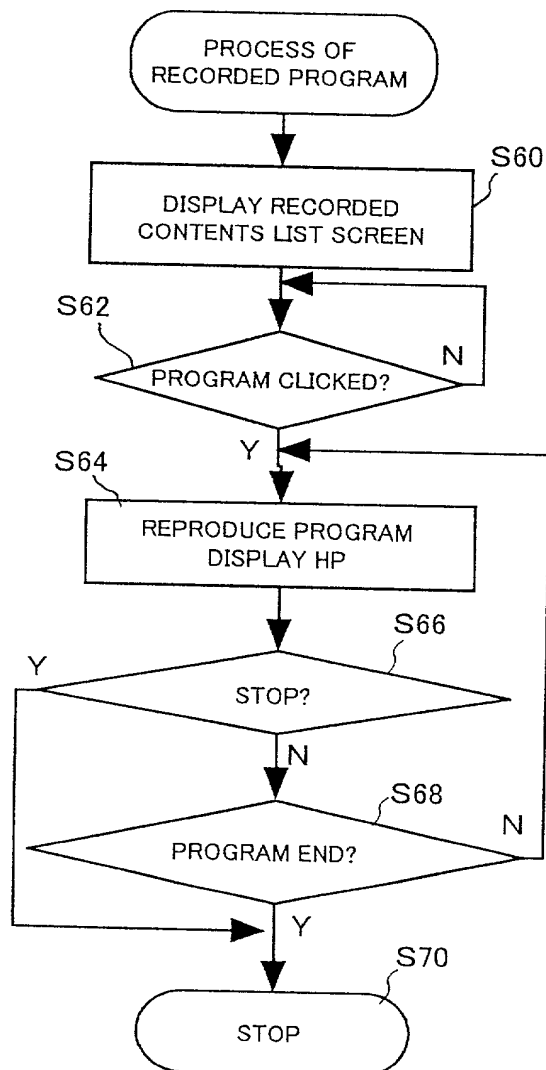 PROCESS OF
RECORDED PROGRAM
S60
DISPLAY RECORDED
CONTENTS LIST SCREEN
S62
N
PROGRAM CLICKED?
Y
S64
REPRODUCE PROGRAM
DISPLAY HP
S66
Y
STOP?
N
S68
N
PROGRAM END?
Y
S70
STOP